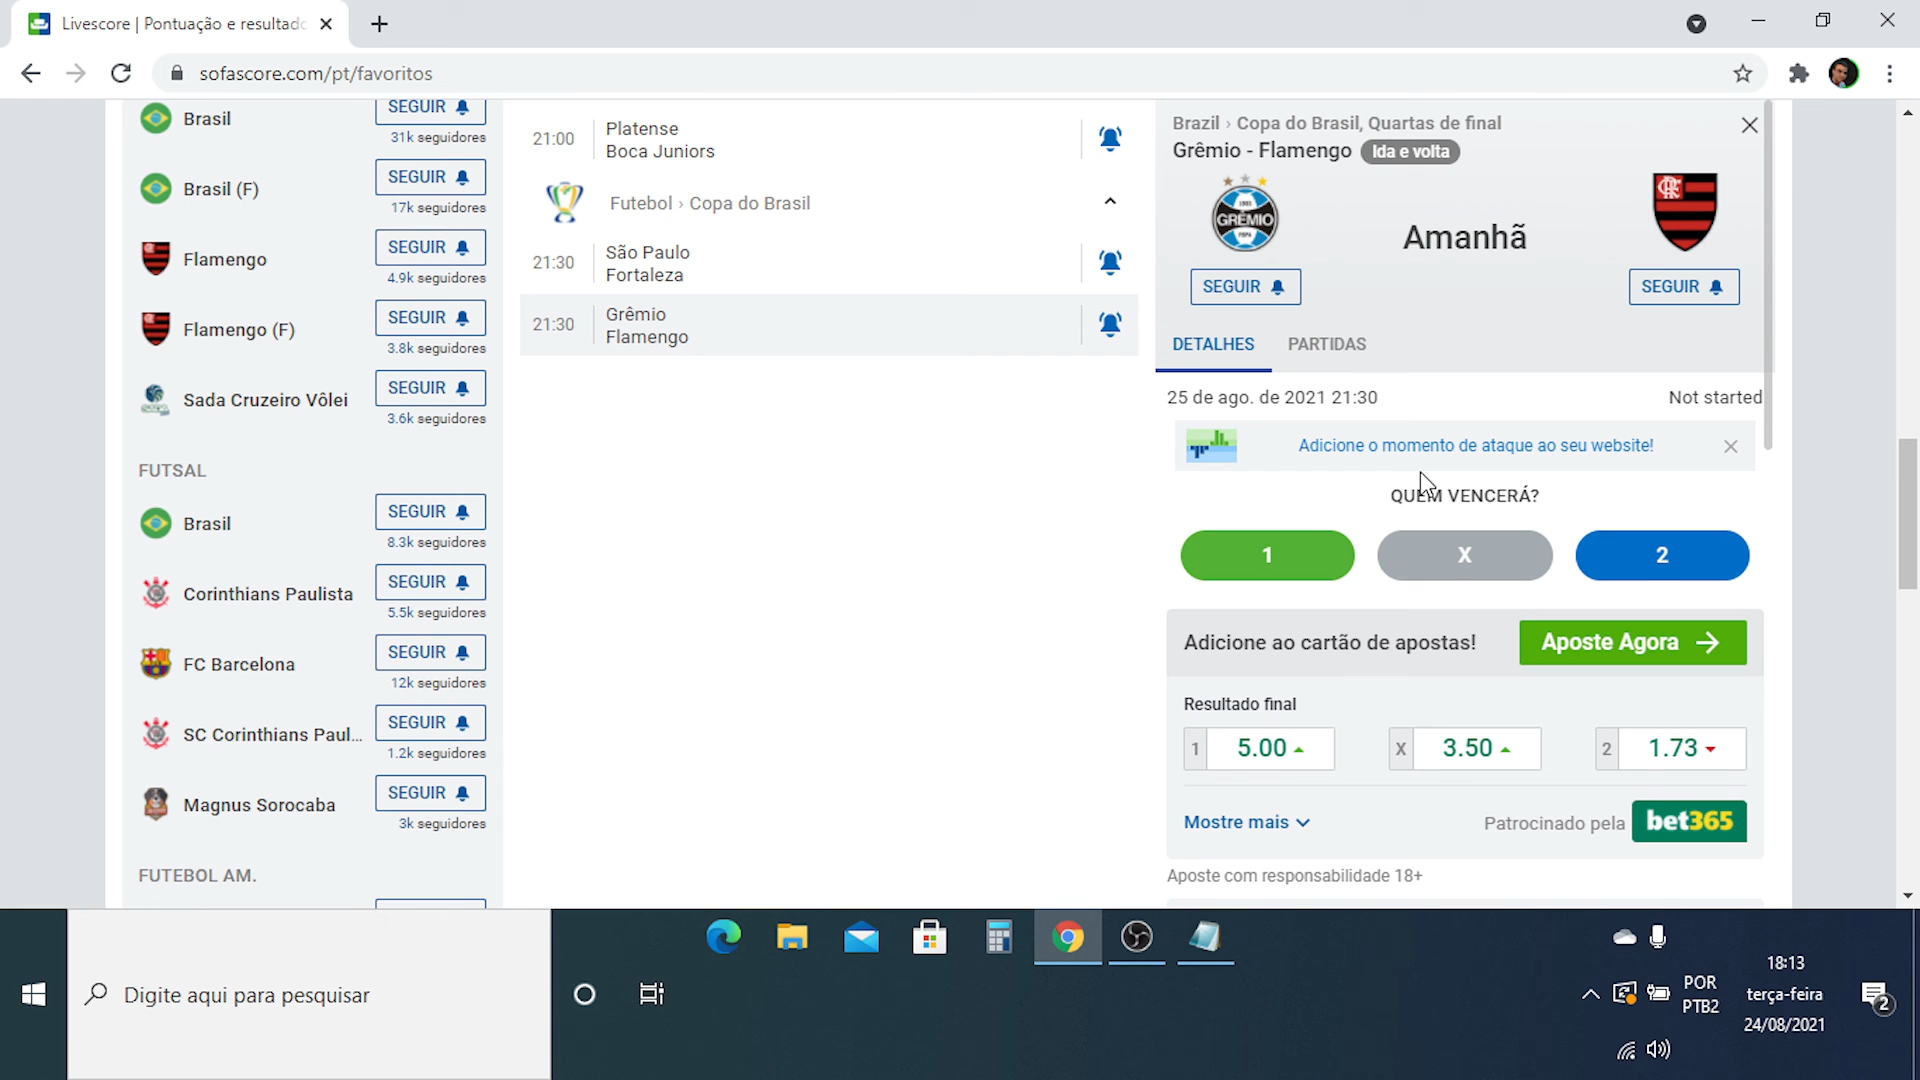 Livescore | Pontuação e resultado
sofascore.com/pt/favoritos
Brasil
SEGUIR
31k seguidores
Brasil (F)
SEGUIR
17k seguidores
Flamengo
SEGUIR
4.9k seguidores
Flamengo (F)
SEGUIR
3.8k seguidores
Sada Cruzeiro Vôlei
SEGUIR
3.6k seguidores
FUTSAL
Brasil
SEGUIR
8.3k seguidores
Corinthians Paulista
SEGUIR
5.5k seguidores
FC Barcelona
SEGUIR
12k seguidores
SC Corinthians Paul...
SEGUIR
1.2k seguidores
Magnus Sorocaba
SEGUIR
3k seguidores
FUTEBOL AM.
21:00
Platense
Boca Juniors
Futebol › Copa do Brasil
21:30
São Paulo
Fortaleza
21:30
Grêmio
Flamengo
Brazil › Copa do Brasil, Quartas de final
Grêmio - Flamengo Ida e volta
GRÊMIO
Amanhã
SEGUIR
SEGUIR
DETALHES PARTIDAS
25 de ago. de 2021 21:30 Not started
Adicione o momento de ataque ao seu website!
QUEM VENCERÁ?
1 X 2
Adicione ao cartão de apostas! Aposte Agora
Resultado final
1 5.00 X 3.50 2 1.73
Mostre mais Patrocinado pela bet365
Aposte com responsabilidade 18+
Digite aqui para pesquisar
POR
PTB2
18:13
terça-feira
24/08/2021
2